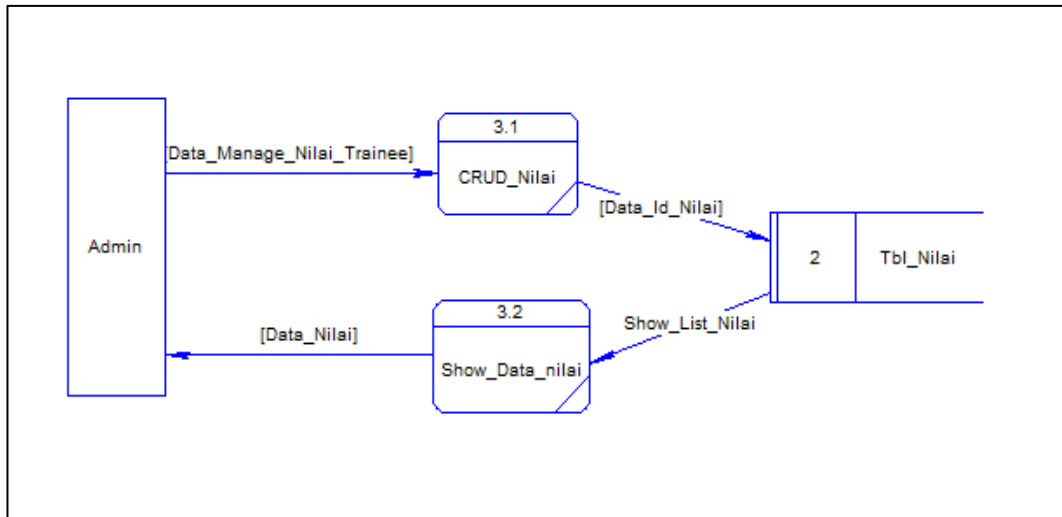 3.1
[Data_Manage_Nilai_Trainee]
CRUD_Nilai
[Data_Id_Nilai]
Admin
2
Tbl_Nilai
3.2
Show_List_Nilai
[Data_Nilai]
Show_Data_nilai